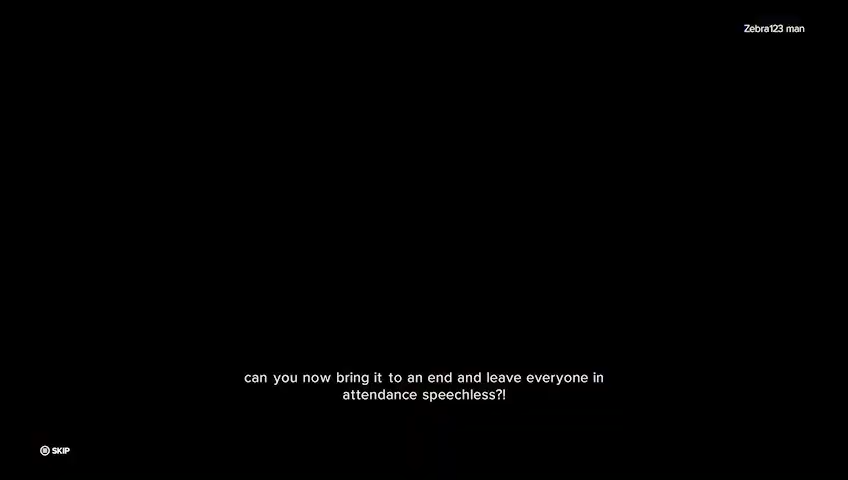 Zebra123 man
can you now bring it to an end and leave everyone in
attendance speechless?!
SKIP